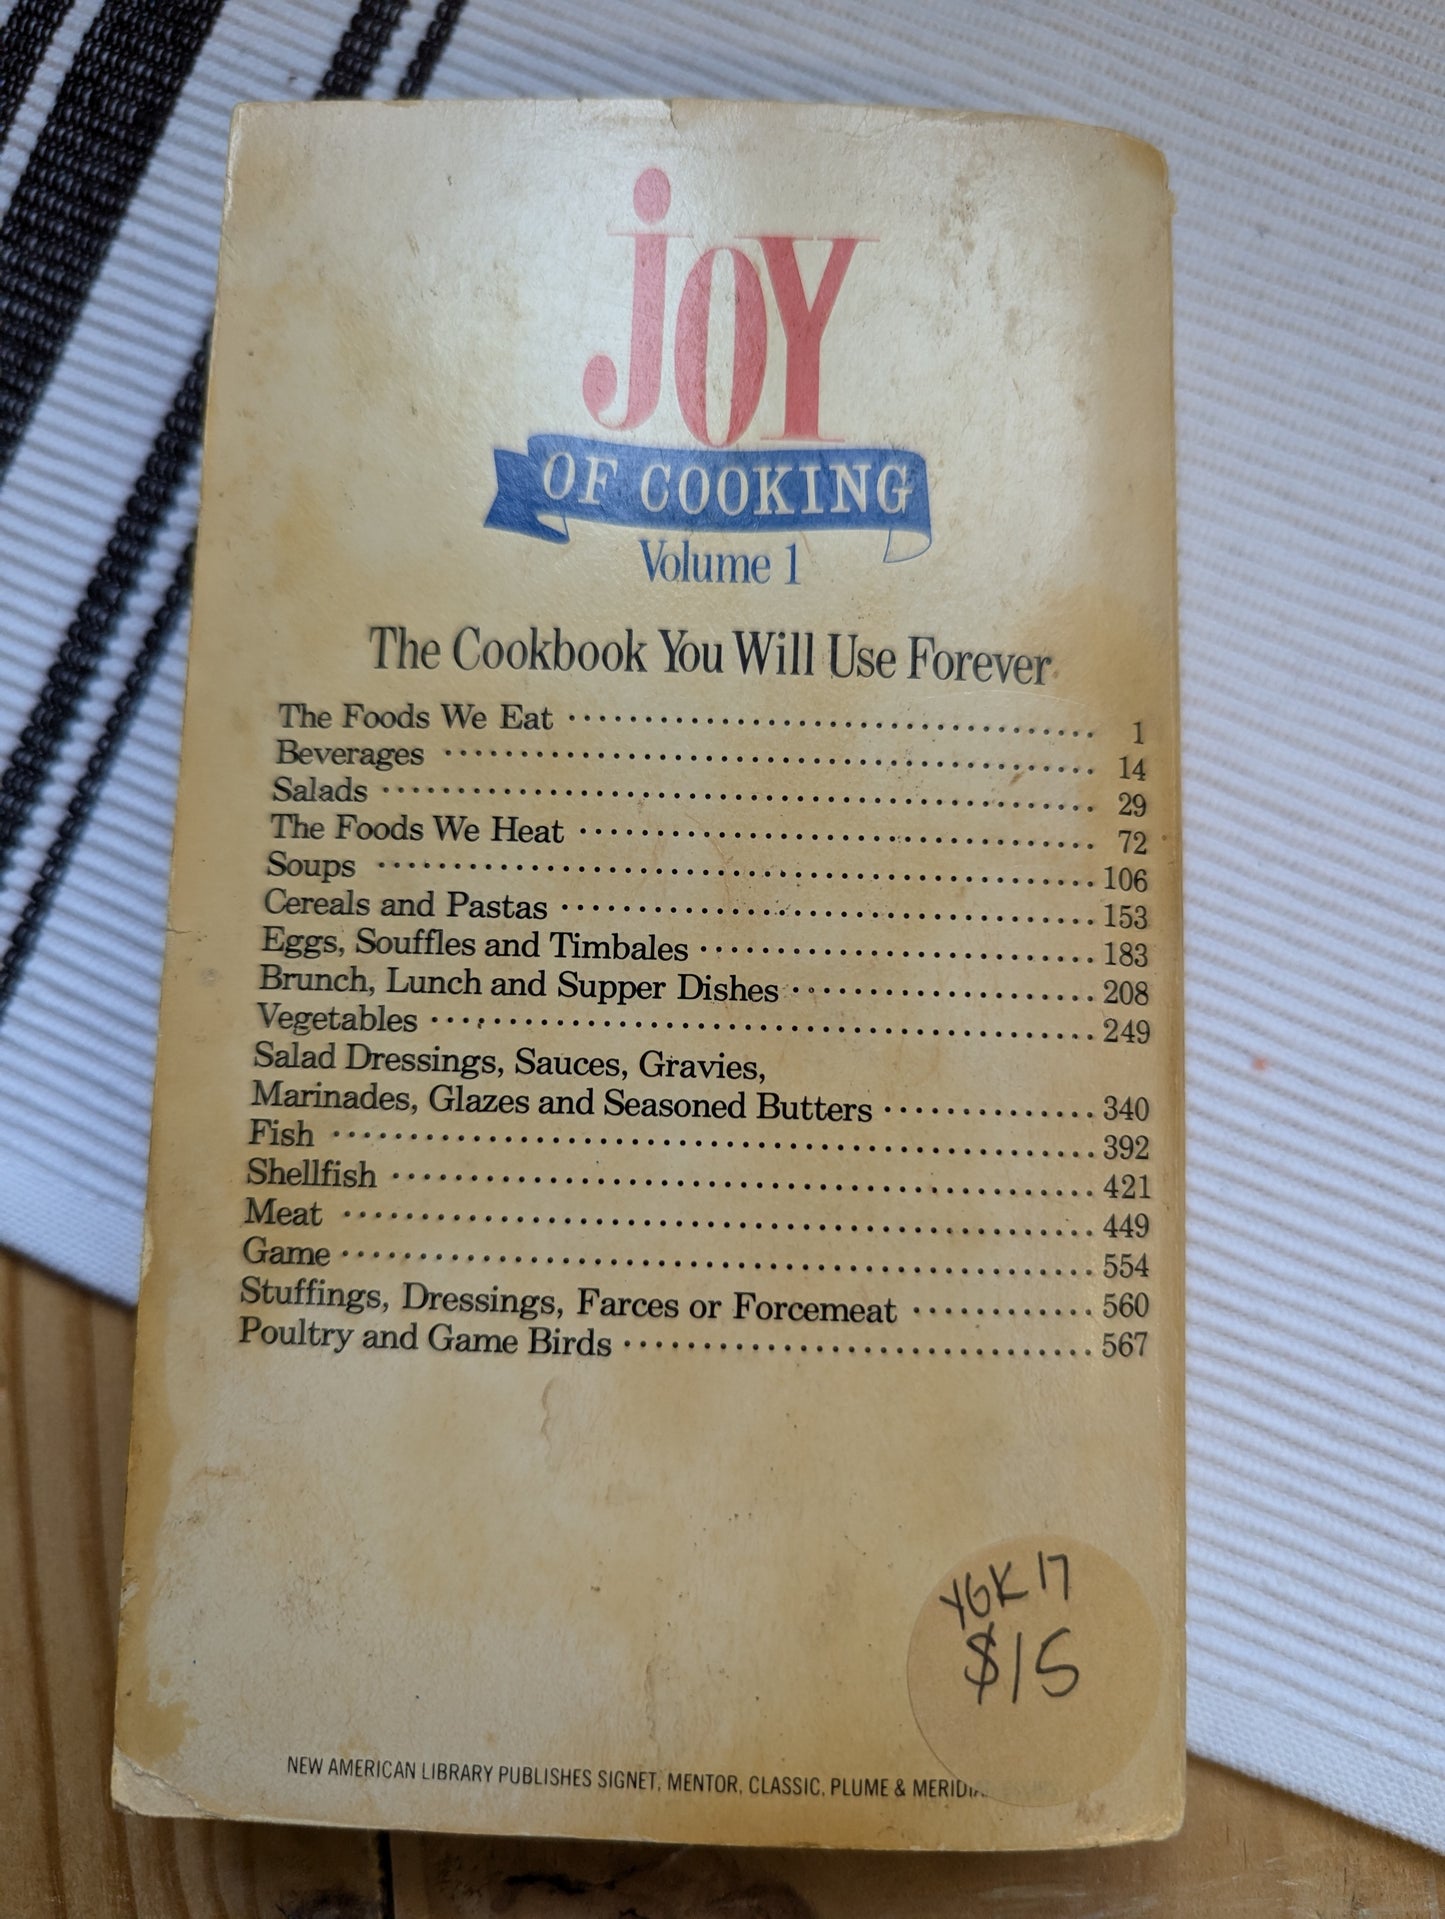 JOY
OF COOKING
Volume 1
The Cookbook You Will Use Forever
The Foods We Eat 1
Beverages 14
Salads 29
The Foods We Heat 72
Soups 106
Cereals and Pastas 153
Eggs, Souffles and Timbales 183
Brunch, Lunch and Supper Dishes 208
Vegetables 249
Salad Dressings, Sauces, Gravies,
Marinades, Glazes and Seasoned Butters 340
Fish 392
Shellfish 421
Meat 449
Game 554
Stuffings, Dressings, Farces or Forcemeat 560
Poultry and Game Birds 567
YGK 17
$15
NEW AMERICAN LIBRARY PUBLISHES SIGNET, MENTOR, CLASSIC, PLUME &